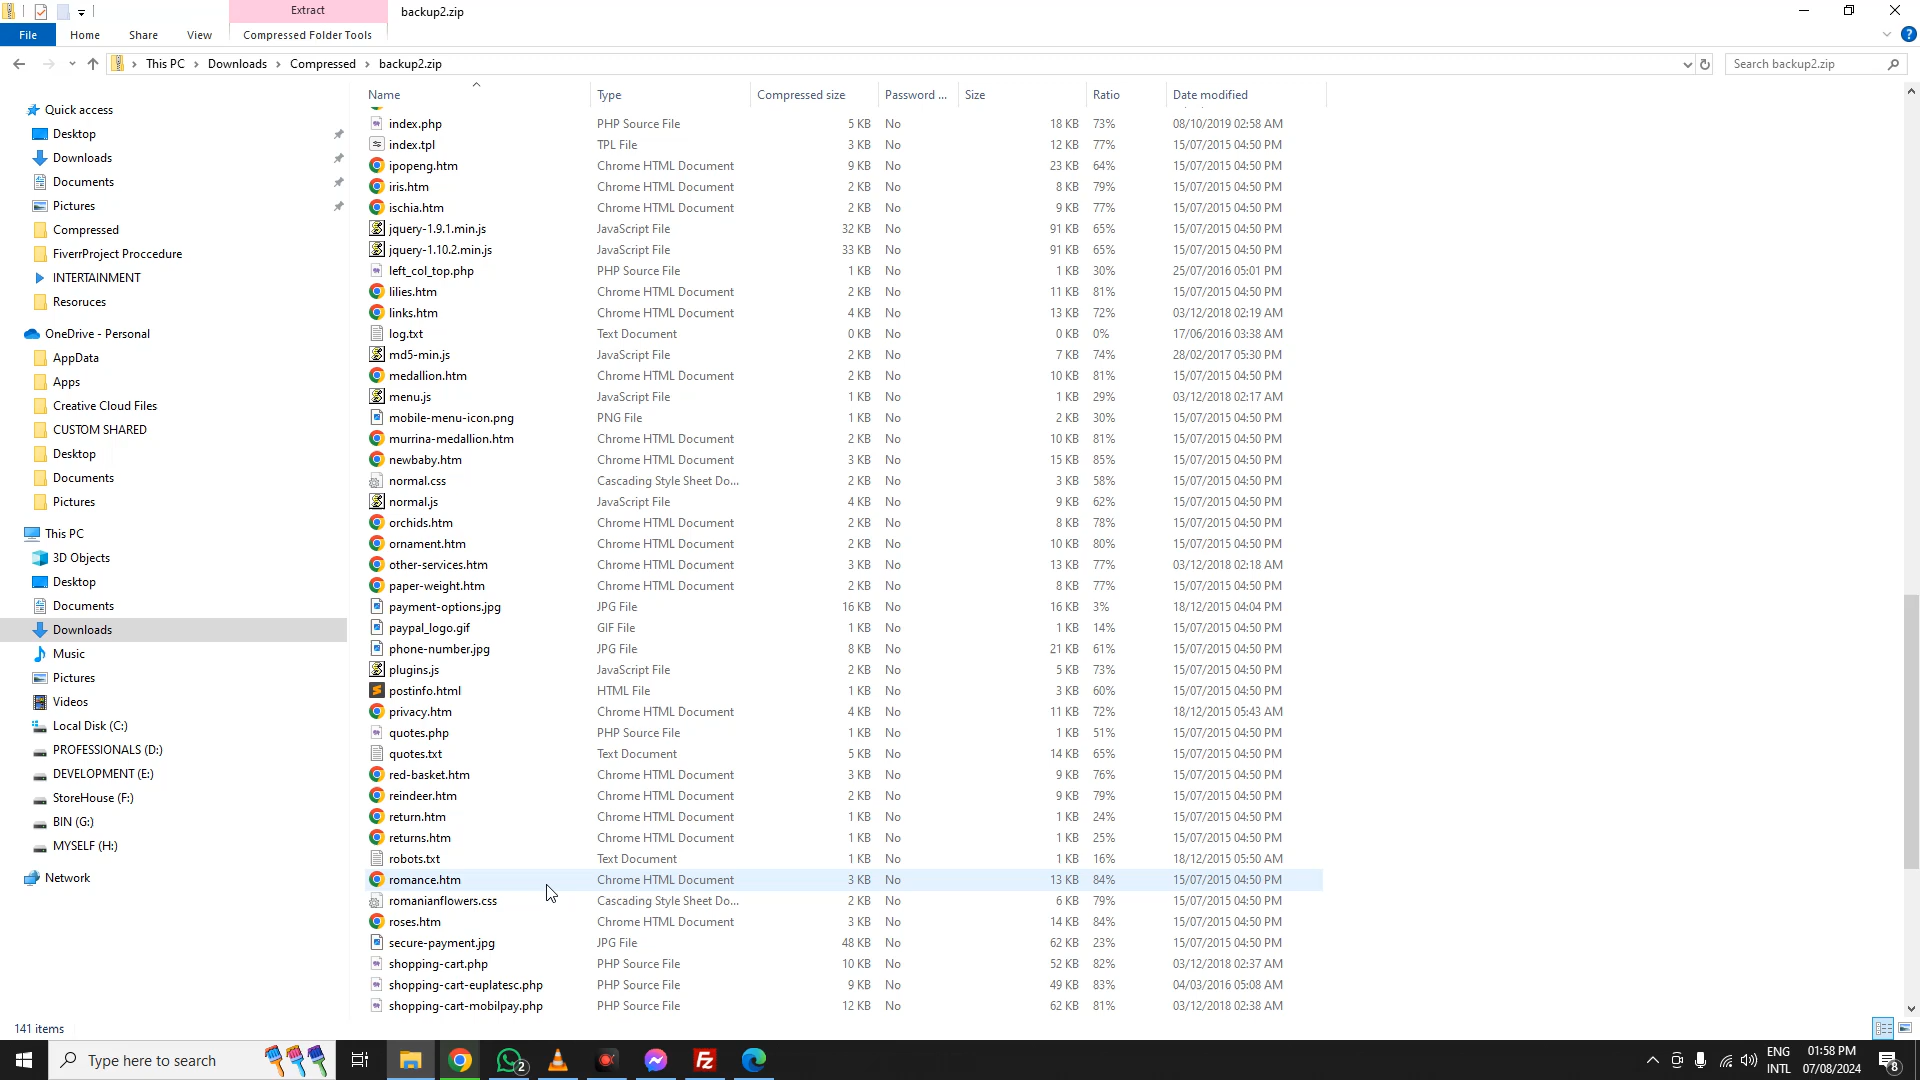 Extract
backup2.zip
File
Home
Share
View
Compressed Folder Tools
This PC
Downloads
Compressed
backup2.zip
Search backup2.zip
Quick access
Desktop
Downloads
Documents
Pictures
Compressed
FiverrProject Proccedure
INTERTAINMENT
Resoruces
OneDrive - Personal
AppData
Apps
Creative Cloud Files
CUSTOM SHARED
Desktop
Documents
Pictures
This PC
3D Objects
Desktop
Documents
Downloads
Music
Pictures
Videos
Local Disk (C:)
PROFESSIONALS (D:)
DEVELOPMENT (E:)
StoreHouse (F:)
BIN (G:)
MYSELF (H:)
Network
Name Type Compressed size Password ... Size Ratio Date modified
index.php PHP Source File 5 KB No 18 KB 73% 08/10/2019 02:58 AM
index.tpl TPL File 3 KB No 12 KB 77% 15/07/2015 04:50 PM
ipopeng.htm Chrome HTML Document 9 KB No 23 KB 64% 15/07/2015 04:50 PM
iris.htm Chrome HTML Document 2 KB No 8 KB 79% 15/07/2015 04:50 PM
ischia.htm Chrome HTML Document 2 KB No 9 KB 77% 15/07/2015 04:50 PM
jquery-1.9.1.min.js JavaScript File 32 KB No 91 KB 65% 15/07/2015 04:50 PM
jquery-1.10.2.min.js JavaScript File 33 KB No 91 KB 65% 15/07/2015 04:50 PM
left_col_top.php PHP Source File 1 KB No 1 KB 30% 25/07/2016 05:01 PM
lilies.htm Chrome HTML Document 2 KB No 11 KB 81% 15/07/2015 04:50 PM
links.htm Chrome HTML Document 4 KB No 13 KB 72% 03/12/2018 02:19 AM
log.txt Text Document 0 KB No 0 KB 0% 17/06/2016 03:38 AM
md5-min.js JavaScript File 2 KB No 7 KB 74% 28/02/2017 05:30 PM
medallion.htm Chrome HTML Document 2 KB No 10 KB 81% 15/07/2015 04:50 PM
menu.js JavaScript File 1 KB No 1 KB 29% 03/12/2018 02:17 AM
mobile-menu-icon.png PNG File 1 KB No 2 KB 30% 15/07/2015 04:50 PM
murrina-medallion.htm Chrome HTML Document 2 KB No 10 KB 81% 15/07/2015 04:50 PM
newbaby.htm Chrome HTML Document 3 KB No 15 KB 85% 15/07/2015 04:50 PM
normal.css Cascading Style Sheet Do... 2 KB No 3 KB 58% 15/07/2015 04:50 PM
normal.js JavaScript File 4 KB No 9 KB 62% 15/07/2015 04:50 PM
orchids.htm Chrome HTML Document 2 KB No 8 KB 78% 15/07/2015 04:50 PM
ornament.htm Chrome HTML Document 2 KB No 10 KB 80% 15/07/2015 04:50 PM
other-services.htm Chrome HTML Document 3 KB No 13 KB 77% 03/12/2018 02:18 AM
paper-weight.htm Chrome HTML Document 2 KB No 8 KB 77% 15/07/2015 04:50 PM
payment-options.jpg JPG File 16 KB No 16 KB 3% 18/12/2015 04:04 PM
paypal_logo.gif GIF File 1 KB No 1 KB 14% 15/07/2015 04:50 PM
phone-number.jpg JPG File 8 KB No 21 KB 61% 15/07/2015 04:50 PM
plugins.js JavaScript File 2 KB No 5 KB 73% 15/07/2015 04:50 PM
postinfo.html HTML File 1 KB No 3 KB 60% 15/07/2015 04:50 PM
privacy.htm Chrome HTML Document 4 KB No 11 KB 72% 18/12/2015 05:43 AM
quotes.php PHP Source File 1 KB No 1 KB 51% 15/07/2015 04:50 PM
quotes.txt Text Document 5 KB No 14 KB 65% 15/07/2015 04:50 PM
red-basket.htm Chrome HTML Document 3 KB No 9 KB 76% 15/07/2015 04:50 PM
reindeer.htm Chrome HTML Document 2 KB No 9 KB 79% 15/07/2015 04:50 PM
return.htm Chrome HTML Document 1 KB No 1 KB 24% 15/07/2015 04:50 PM
returns.htm Chrome HTML Document 1 KB No 1 KB 25% 15/07/2015 04:50 PM
robots.txt Text Document 1 KB No 1 KB 16% 18/12/2015 05:50 AM
romance.htm Chrome HTML Document 3 KB No 13 KB 84% 15/07/2015 04:50 PM
romanianflowers.css Cascading Style Sheet Do... 2 KB No 6 KB 79% 15/07/2015 04:50 PM
roses.htm Chrome HTML Document 3 KB No 14 KB 84% 15/07/2015 04:50 PM
secure-payment.jpg JPG File 48 KB No 62 KB 23% 15/07/2015 04:50 PM
shopping-cart.php PHP Source File 10 KB No 52 KB 82% 03/12/2018 02:37 AM
shopping-cart-euplatesc.php PHP Source File 9 KB No 49 KB 83% 04/03/2016 05:08 AM
shopping-cart-mobilpay.php PHP Source File 12 KB No 62 KB 81% 03/12/2018 02:38 AM
141 items
Type here to search
2
ENG
INTL
01:58 PM
07/08/2024
8